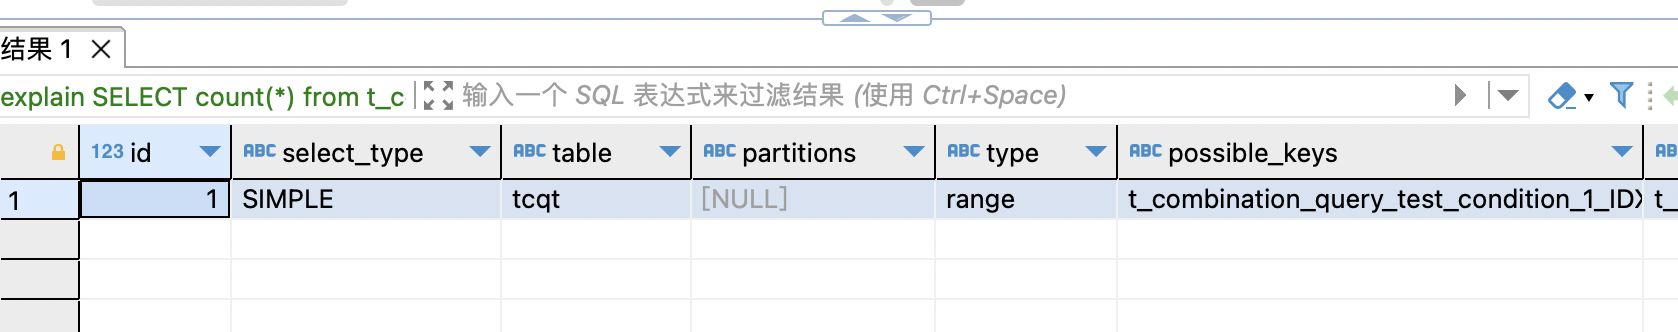 结果 1
explain SELECT count(*) from t_c 输入一个 SQL 表达式来过滤结果 (使用 Ctrl+Space)
123 id ABC select_type ABC table ABC partitions ABC type ABC possible_keys AB
1 1 SIMPLE tcqt [NULL] range t_combination_query_test_condition_1_IDX t_